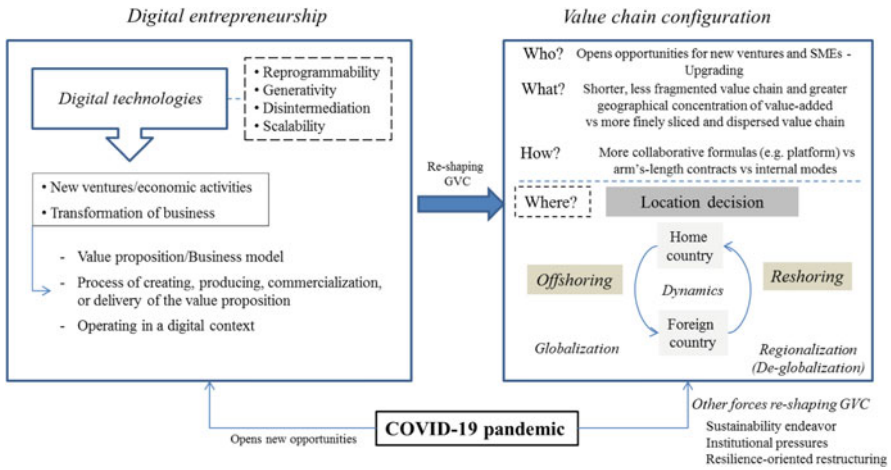 Digital entrepreneurship
Digital technologies
• Reprogrammability
• Generativity
• Disintermediation
• Scalability
• New ventures/economic activities
• Transformation of business
- Value proposition/Business model
- Process of creating, producing, commercialization,
or delivery of the value proposition
- Operating in a digital context
Re-shaping
GVC
Value chain configuration
Who? Opens opportunities for new ventures and SMEs -
Upgrading
What? Shorter, less fragmented value chain and greater
geographical concentration of value-added
vs more finely sliced and dispersed value chain
How? More collaborative formulas (e.g. platform) vs
arm's-length contracts vs internal modes
Where? Location decision
Home
country
Offshoring
Dynamics
Reshoring
Foreign
country
Globalization
Regionalization
(De-globalization)
Opens new opportunities
COVID-19 pandemic
Other forces re-shaping GVC
Sustainability endeavor
Institutional pressures
Resilience-oriented restructuring